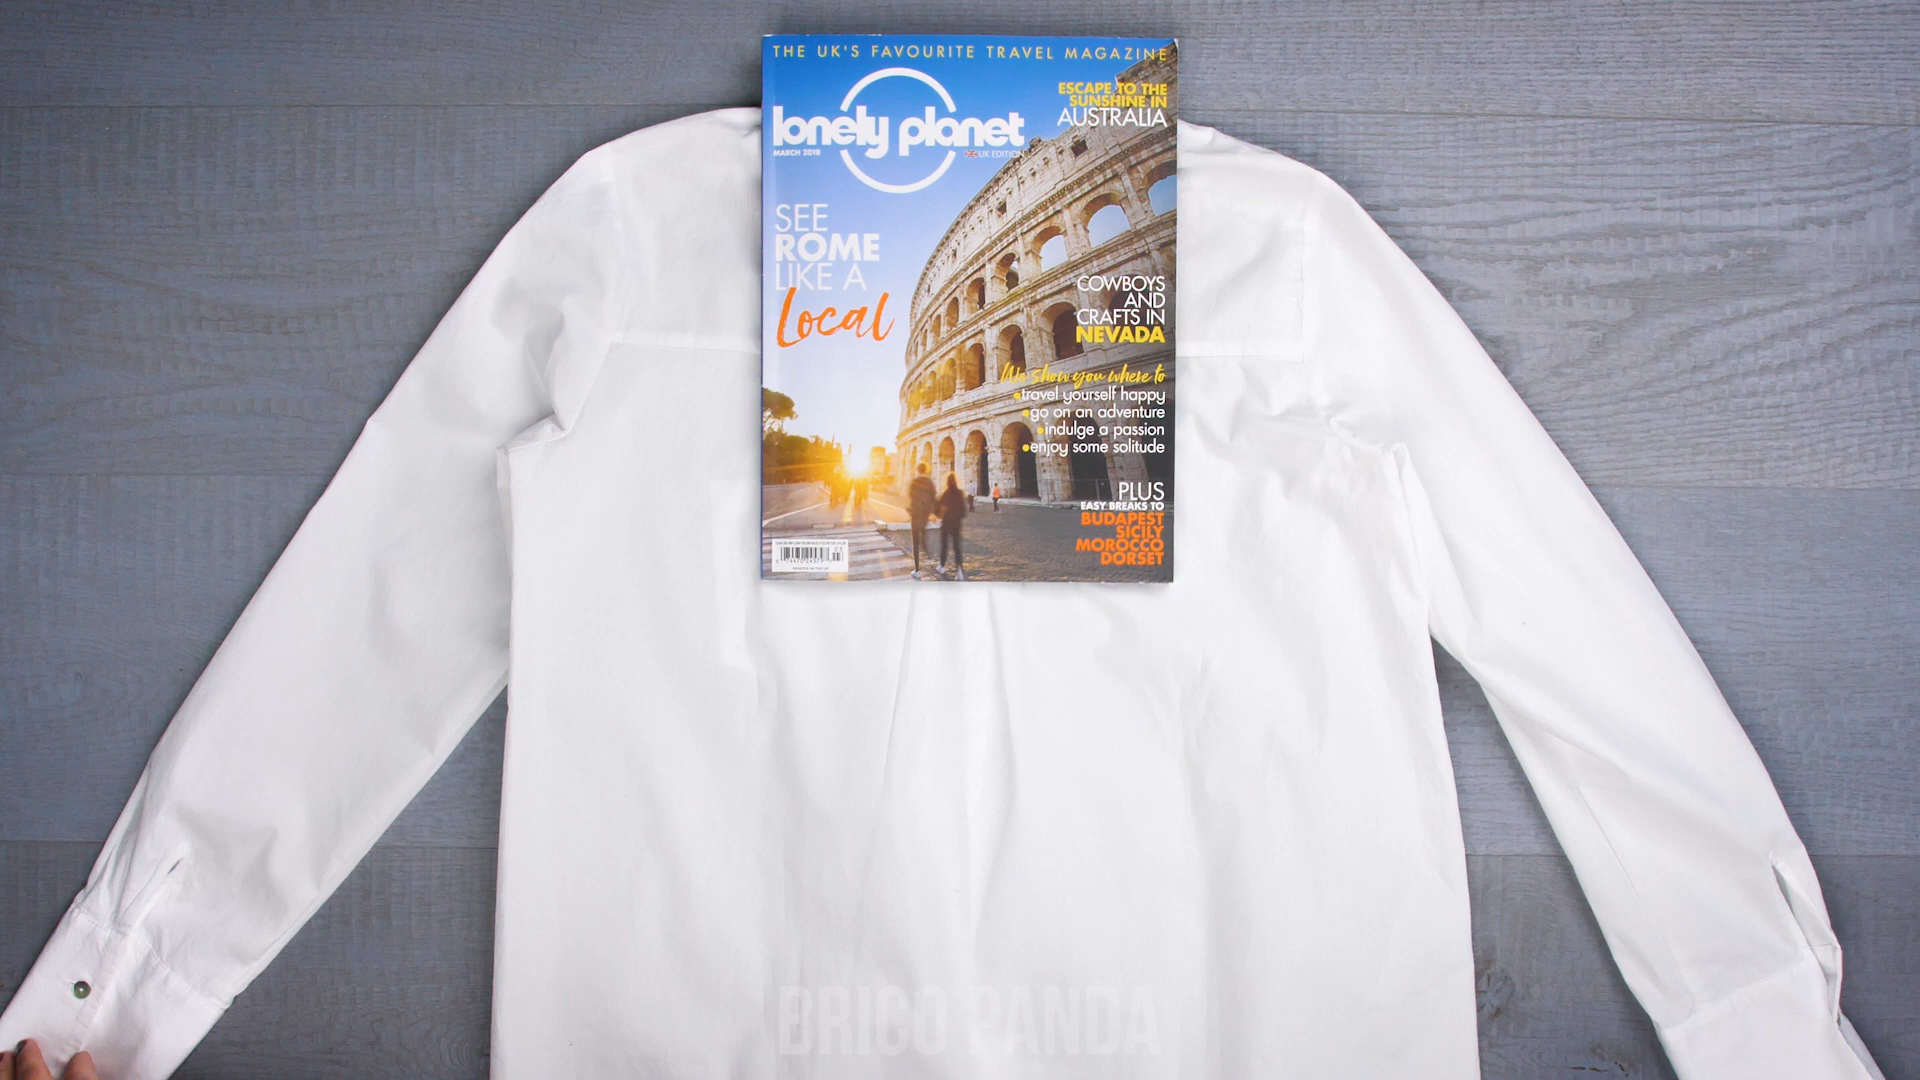 THE UK'S FAVOURITE TRAVEL MAGAZINE
lonely planet
MARCH 2018
UK EDITION
ESCAPE TO THE
SUNSHINE IN
AUSTRALIA
SEE
ROME
LIKE A
Local
COWBOYS
AND
CRAFTS IN
NEVADA
We show you where to
•travel yourself happy
•go on an adventure
•indulge a passion
•enjoy some solitude
PLUS
EASY BREAKS TO
BUDAPEST
SICILY
MOROCCO
DORSET
BRICO PANDA